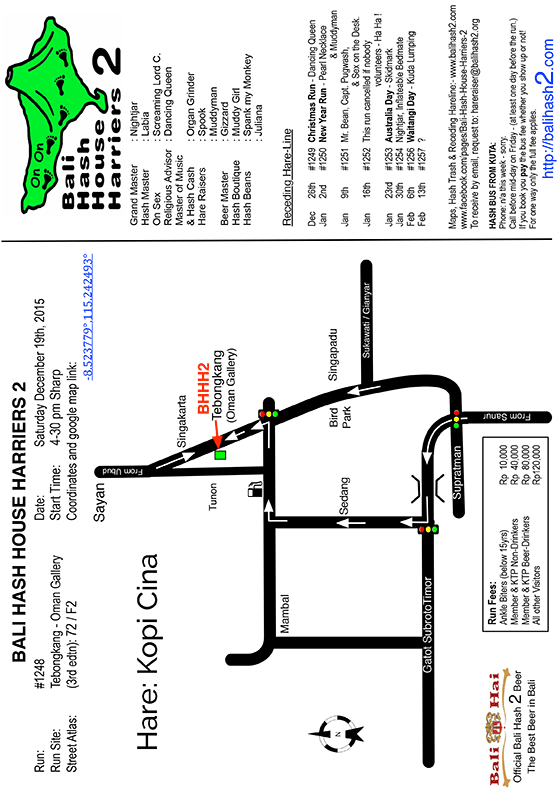 BALI HASH HOUSE HARRIERS 2
Run: #1248
Run Site: Tebongkang - Oman Gallery
Street Atlas: (3rd edtn): 72 / F2
Date: Saturday December 19th, 2015
Start Time: 4-30 pm Sharp
Coordinates and google map link:
-8.523779°,115.242493°
Hare: Kopi Cina
Sayan
From Ubud
Singakarta
BHHH2
Tebongkang
(Oman Gallery)
Tunon
Mambal
Sedang
Bird
Park
Singapadu
Sukawati / Gianyar
Gatot SubrotoTimor
Supratman
From Sanur
N
Bali Hai
Official Bali Hash 2 Beer
The Best Beer in Bali
Run Fees:
Ankle Biters (below 15yrs) Rp 10.000
Member & KTP Non-Drinkers Rp 40,000
Member & KTP Beer-Drinkers Rp 80,000
All other Visitors Rp120,000
On On
Bali
Hash
House
Harriers 2
Grand Master : Nightjar
Hash Master : Labia
On Sex : Screaming Lord C.
Religious Advisor : Dancing Queen
Master of Music
& Hash Cash : Organ Grinder
Hare Raisers : Spook
: Muddyman
Beer Master : Gizzard
Hash Boutique : Muddy Girl
Hash Beans : Spank my Monkey
: Juliana
Receding Hare-Line
Dec 26th #1249 Christmas Run - Dancing Queen
Jan 2nd #1250 New Year Run - Pearl Necklace
& Muddyman
Jan 9th #1251 Mr. Bean, Capt. Pugwash,
& Sex on the Desk.
Jan 16th #1252 This run cancelled if nobody
volunteers - Ha Ha !
Jan 23rd #1253 Australia Day - Skidmark
Jan 30th #1254 Nightjar, Inflateable Bedmate
Feb 6th #1256 Waitangi Day - Kuda Lumping
Feb 13th #1257 ?
Maps, Hash Trash & Receding Hareline:- www.balihash2.com
www.facebook.com/pages/Bali-Hash-House-Harriers-2
To receive by email, request to: hareraiser@balihash2.org
HASH BUS FROM KUTA:
Phone: n/a this week - sorry.
Call before mid-day on Friday - (at least one day before the run.)
If you book you pay the bus fee whether you show up or not!
For one way only the full fee applies.
http://balihash2.com